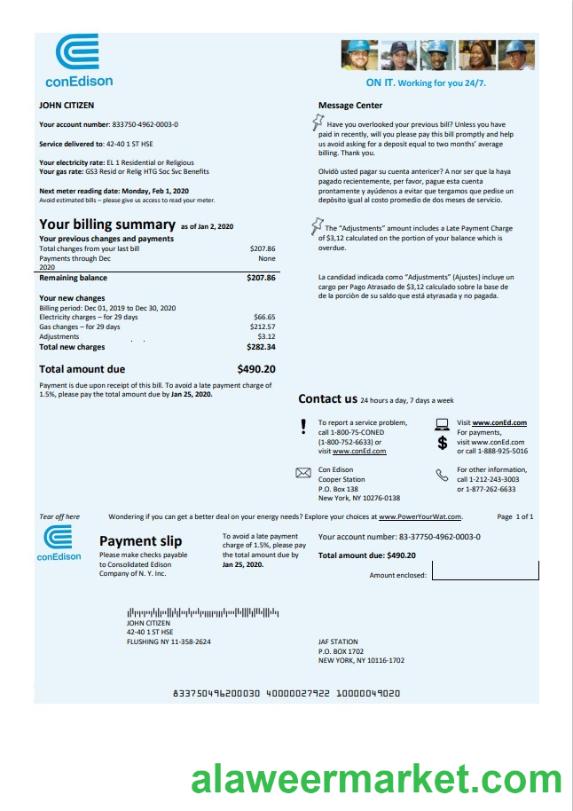 conEdison
ON IT. Working for you 24/7.
JOHN CITIZEN
Your account number: 833750-4962-0003-0
Service delivered to: 42-40 1 ST HSE
Your electricity rate: EL 1 Residential or Religious
Your gas rate: GS3 Resid or Relig HTG Soc Svc Benefits
Next meter reading date: Monday, Feb 1, 2020
Avoid estimated bills – please give us access to read your meter.
Your billing summary as of Jan 2, 2020
Your previous changes and payments
Total changes from your last bill $207.86
Payments through Dec None
2020
Remaining balance $207.86
Your new changes
Billing period: Dec 01, 2019 to Dec 30, 2020
Electricity charges – for 29 days $66.65
Gas changes – for 29 days $212.57
Adjustments $3.12
Total new charges $282.34
Total amount due $490.20
Payment is due upon receipt of this bill. To avoid a late payment charge of
1.5%, please pay the total amount due by Jan 25, 2020.
Message Center
Have you overlooked your previous bill? Unless you have
paid in recently, will you please pay this bill promptly and help
us avoid asking for a deposit equal to two months' average
billing. Thank you.
Olvidó usted pagar su cuenta antericer? A nor ser que la haya
pagado recientemente, per favor, pague esta cuenta
prontamente y ayúdenos a evitar que tergamos que pedise un
depósito igual al costo promedio de dos meses de servicio.
The "Adjustments" amount includes a Late Payment Charge
of $3,12 calculated on the portion of your balance which is
overdue.
La candidad indicada como "Adjustments" (Ajustes) incluye un
cargo per Pago Atrasado de $3,12 calculado sobre la base de
de la porciòn de su saldo que está atyrasada y no pagada.
Contact us 24 hours a day, 7 days a week
To report a service problem,
call 1-800-75-CONED
(1-800-752-6633) or
visit www.conEd.com
Visit www.conEd.com
For payments,
visit www.conEd.com
or call 1-888-925-5016
Con Edison
Cooper Station
P.O. Box 138
New York, NY 10276-0138
For other information,
call 1-212-243-3003
or 1-877-262-6633
Tear off here Wondering if you can get a better deal on your energy needs? Explore your choices at www.PowerYourWat.com. Page 1 of 1
conEdison
Payment slip
Please make checks payable
to Consolidated Edison
Company of N. Y. Inc.
To avoid a late payment
charge of 1.5%, please pay
the total amount due by
Jan 25, 2020.
Your account number: 83-37750-4962-0003-0
Total amount due: $490.20
Amount enclosed:
JOHN CITIZEN
42-40 1 ST HSE
FLUSHING NY 11-358-2624
JAF STATION
P.O. BOX 1702
NEW YORK, NY 10116-1702
833750496200030 40000027922 10000049020
alaweermarket.com